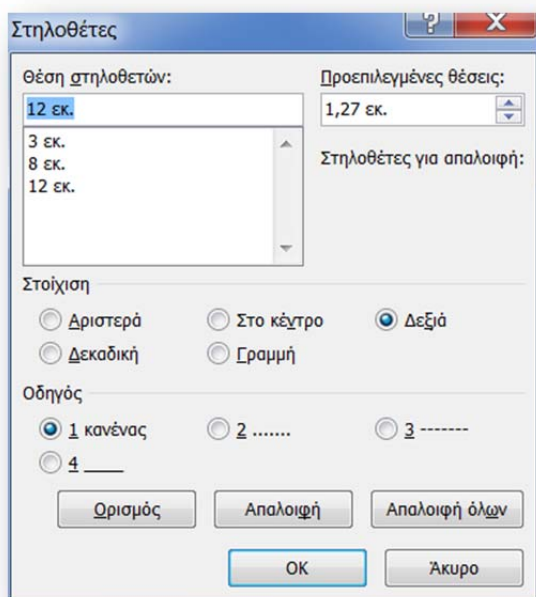 Στηλοθέτες
Θέση στηλοθετών: Προεπιλεγμένες θέσεις:
12 εκ. 1,27 εκ.
3 εκ.
8 εκ.
12 εκ.
Στηλοθέτες για απαλοιφή:
Στοίχιση
Αριστερά Στο κέντρο Δεξιά
Δεκαδική Γραμμή
Οδηγός
1 κανένας 2 ....... 3 -------
4 ____
Ορισμός Απαλοιφή Απαλοιφή όλων
OK Άκυρο